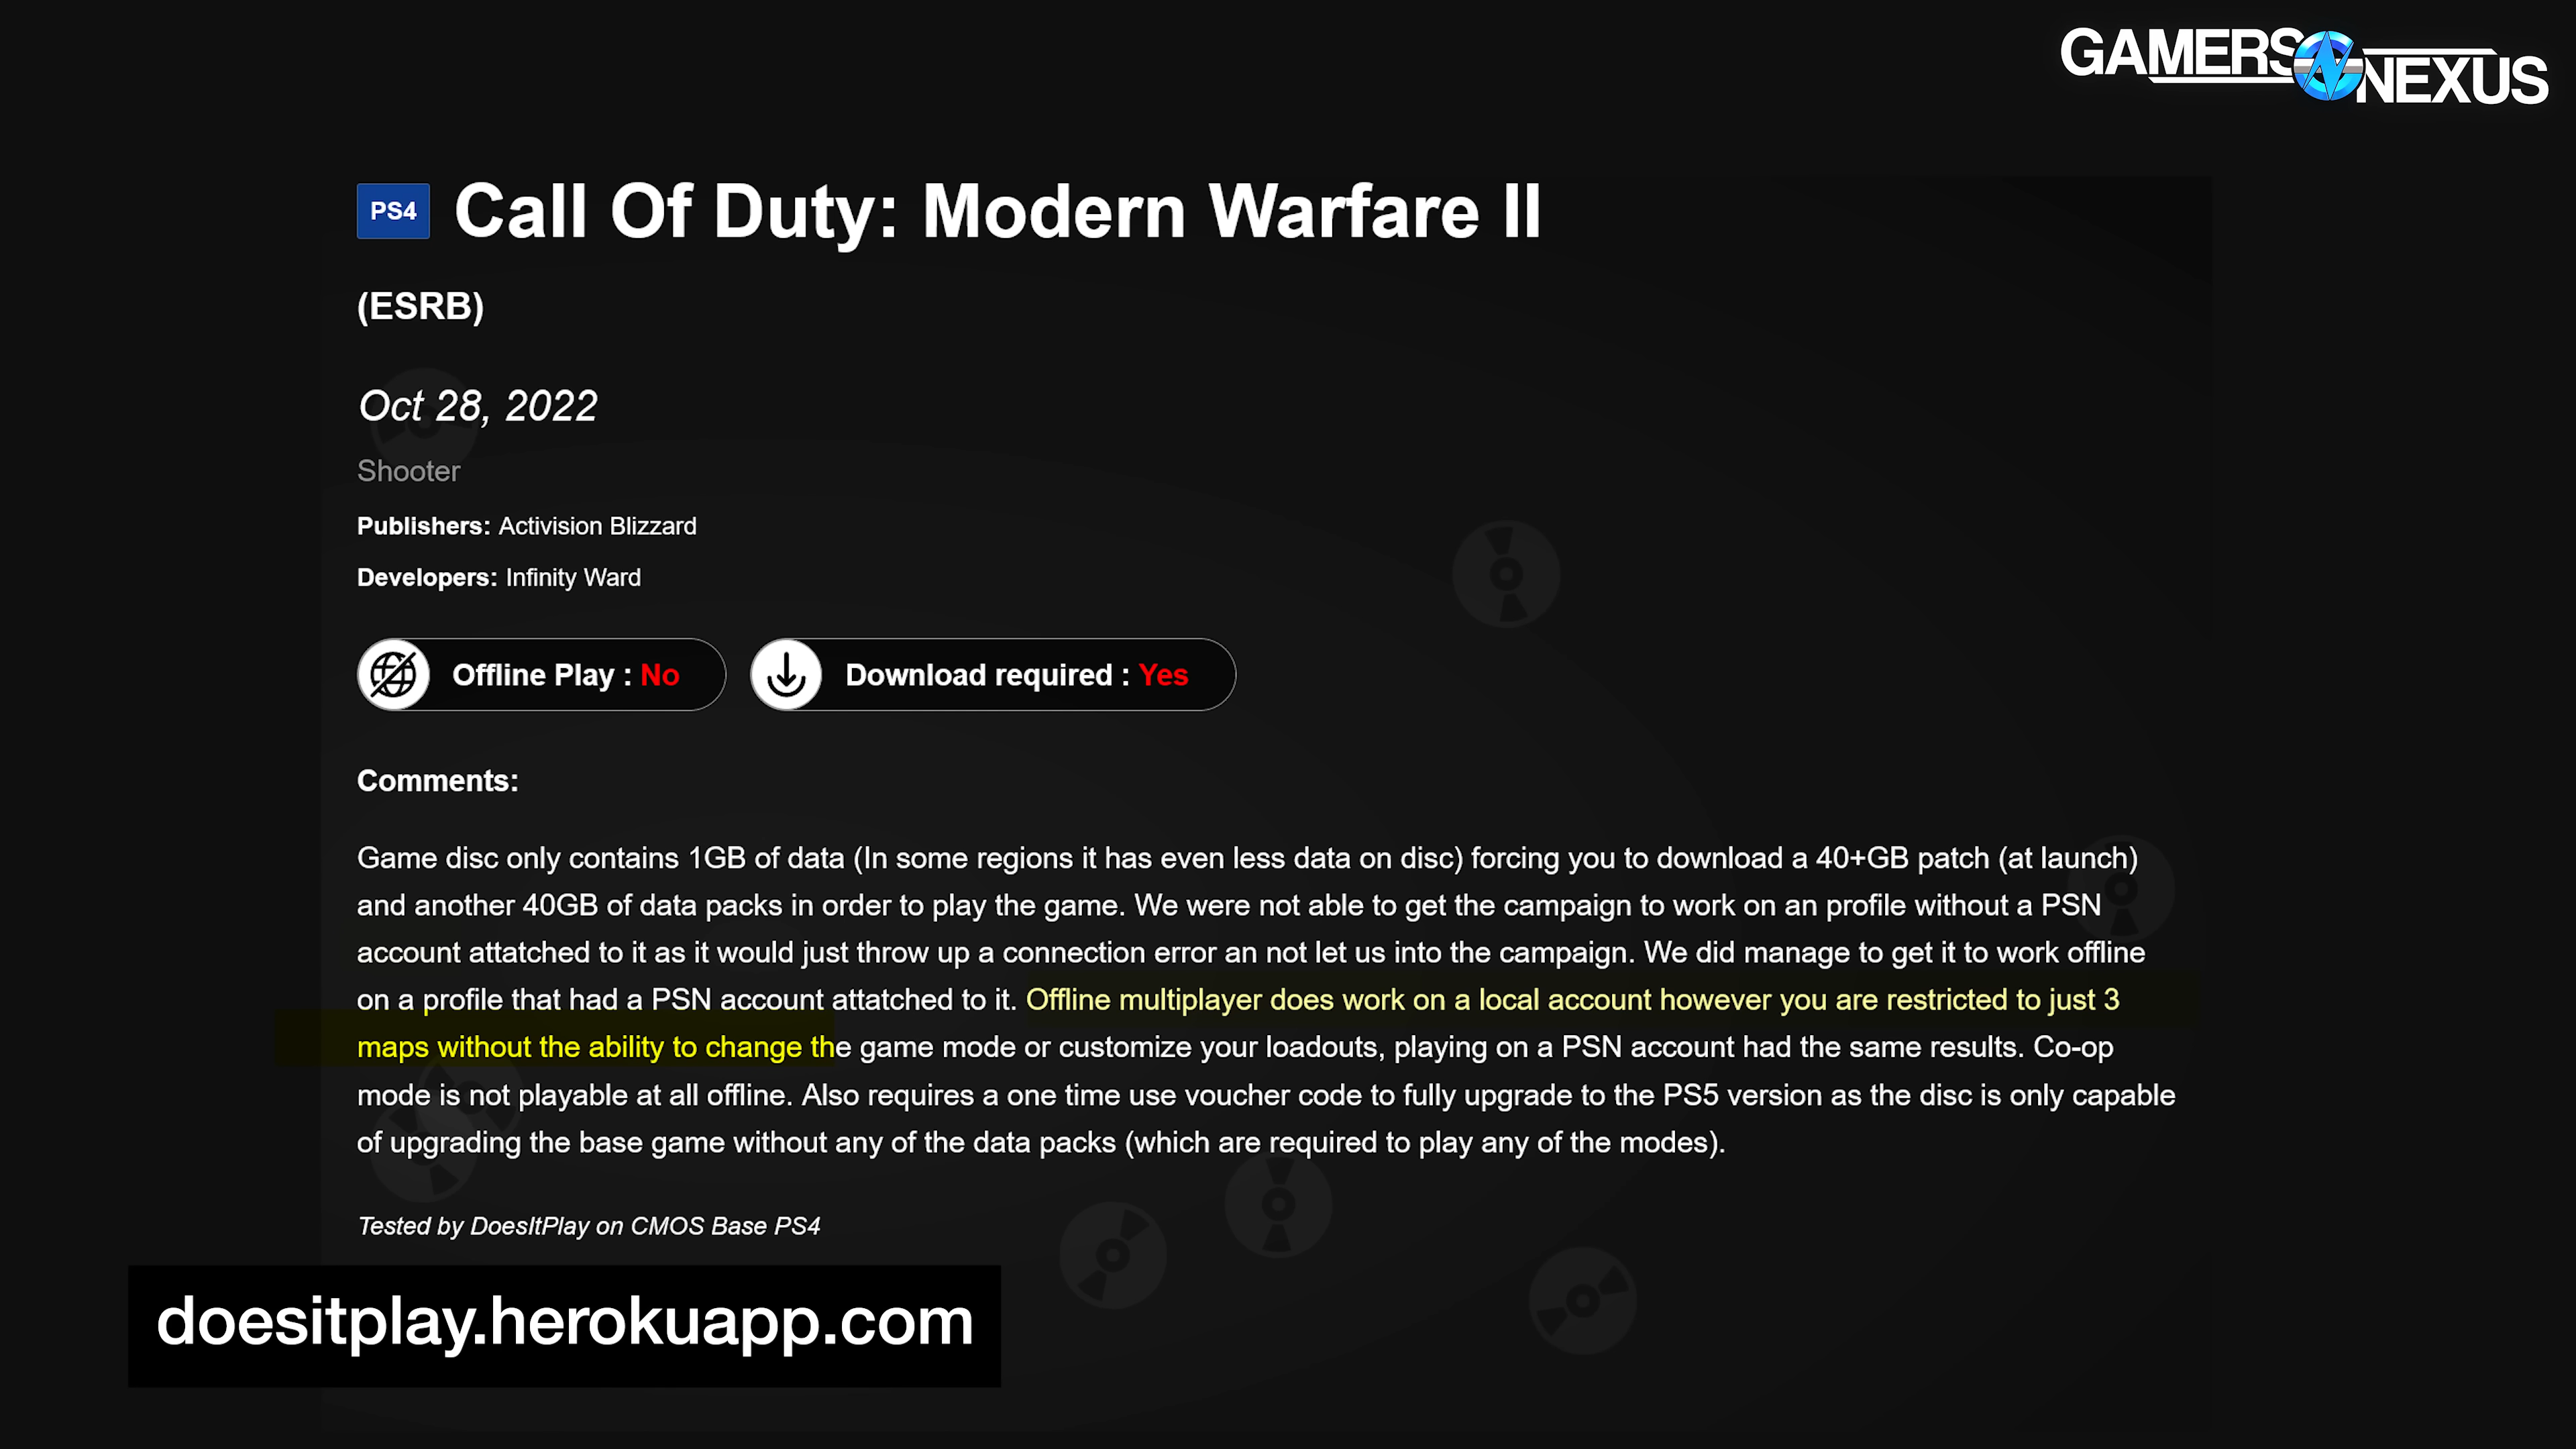 GAMERS NEXUS
PS4 Call Of Duty: Modern Warfare II
(ESRB)
Oct 28, 2022
Shooter
Publishers: Activision Blizzard
Developers: Infinity Ward
Offline Play : No Download required : Yes
Comments:
Game disc only contains 1GB of data (In some regions it has even less data on disc) forcing you to download a 40+GB patch (at launch)
and another 40GB of data packs in order to play the game. We were not able to get the campaign to work on an profile without a PSN
account attatched to it as it would just throw up a connection error an not let us into the campaign. We did manage to get it to work offline
on a profile that had a PSN account attatched to it. Offline multiplayer does work on a local account however you are restricted to just 3
maps without the ability to change the game mode or customize your loadouts, playing on a PSN account had the same results. Co-op
mode is not playable at all offline. Also requires a one time use voucher code to fully upgrade to the PS5 version as the disc is only capable
of upgrading the base game without any of the data packs (which are required to play any of the modes).
Tested by DoesItPlay on CMOS Base PS4
doesitplay.herokuapp.com